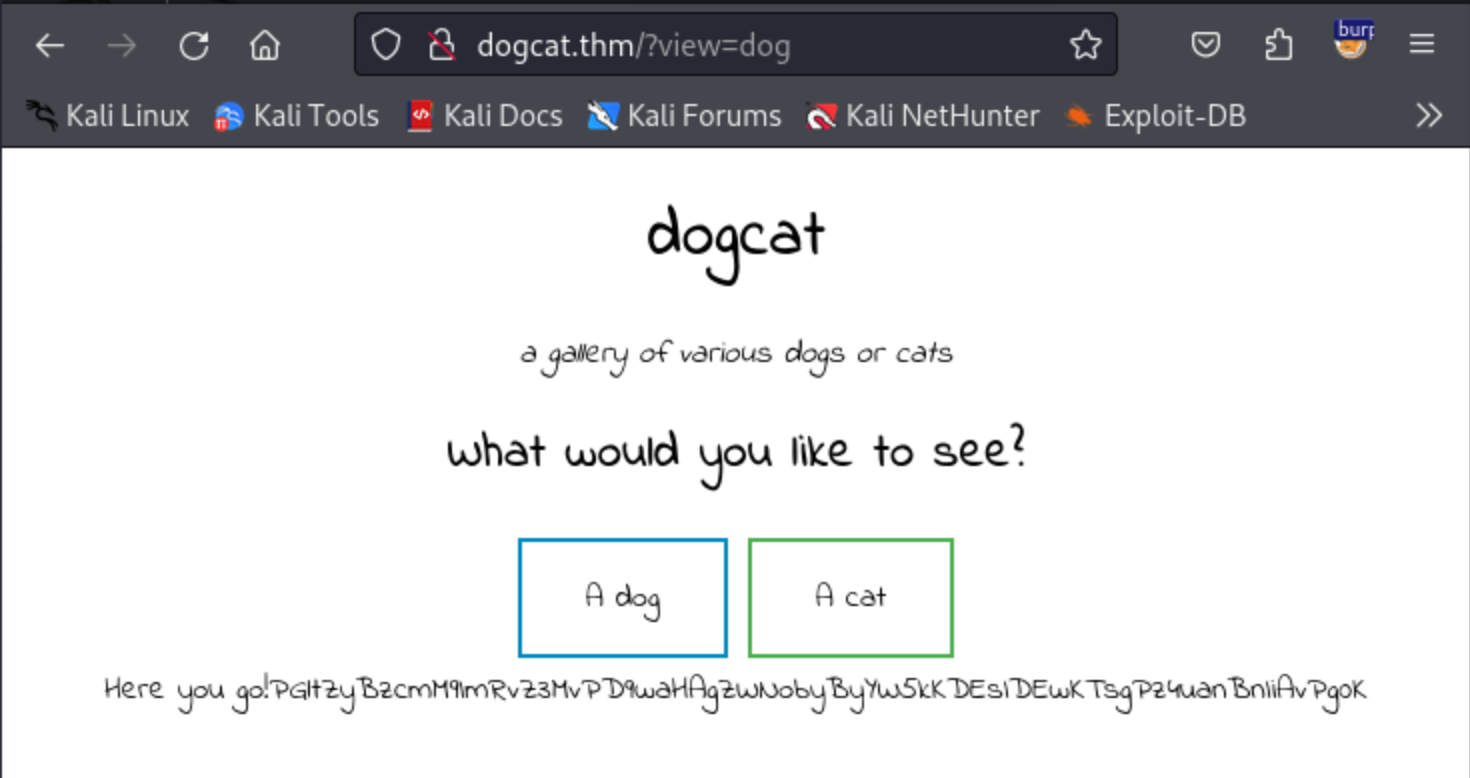 dogcat.thm/?view=dog
burp
Kali Linux Kali Tools Kali Docs Kali Forums Kali NetHunter Exploit-DB
dogcat
a gallery of various dogs or cats
what would you like to see?
A dog A cat
Here you go!PGltZyBzcmM9ImRvZ3MvPD9waHAgZWNobyByYW5kKDEsIDEwKTsgPz4uanBnIiAvPg0K